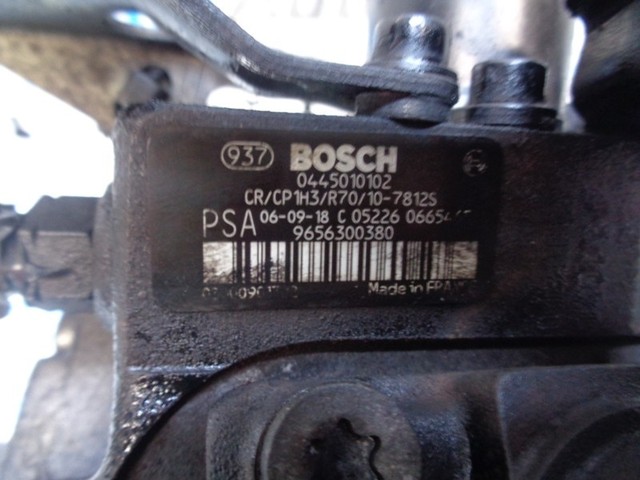 937 BOSCH
0445010102
CR/CP1H3/R70/10-7812S
PSA 06-09-18 C 05226
9656300380
Made in